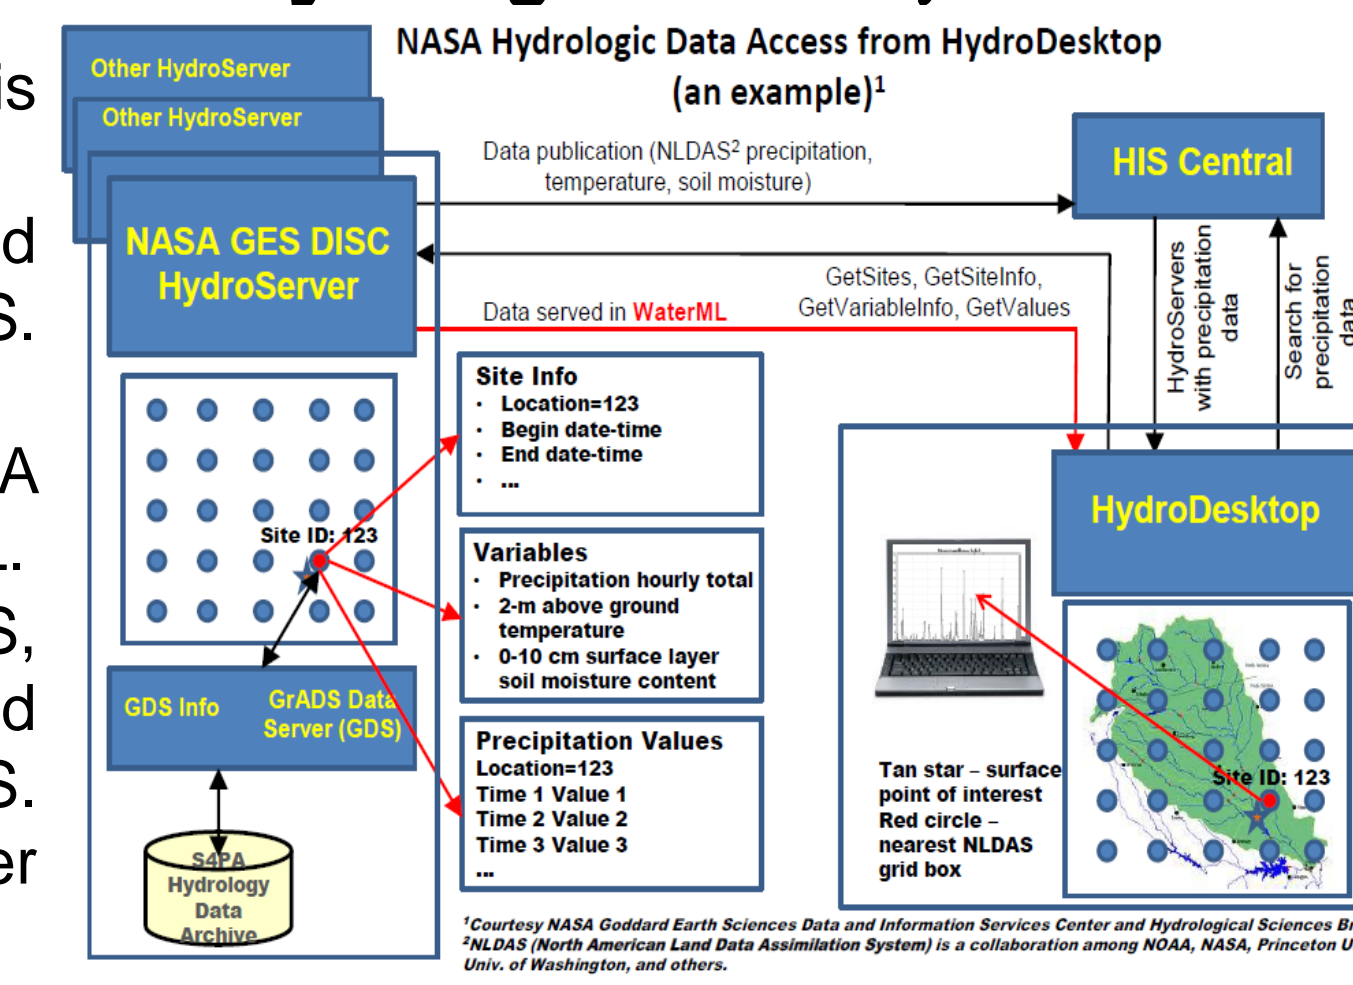 is
d
S.
A
S,
d
S.
er
NASA Hydrologic Data Access from HydroDesktop
(an example)¹
Other HydroServer
Other HydroServer
NASA GES DISC
HydroServer
Data publication (NLDAS² precipitation,
temperature, soil moisture)
HIS Central
GetSites, GetSiteInfo,
GetVariableInfo, GetValues
Data served in WaterML
HydroServers
with precipitation
data
Search for
precipitation
data
Site ID: 123
Site Info
• Location=123
• Begin date-time
• End date-time
• ...
Variables
• Precipitation hourly total
• 2-m above ground
temperature
• 0-10 cm surface layer
soil moisture content
Precipitation Values
Location=123
Time 1 Value 1
Time 2 Value 2
Time 3 Value 3
...
GDS Info
GrADS Data
Server (GDS)
S4PA
Hydrology
Data
Archive
HydroDesktop
Site ID: 123
Tan star – surface
point of interest
Red circle –
nearest NLDAS
grid box
¹Courtesy NASA Goddard Earth Sciences Data and Information Services Center and Hydrological Sciences Br
²NLDAS (North American Land Data Assimilation System) is a collaboration among NOAA, NASA, Princeton U
Univ. of Washington, and others.